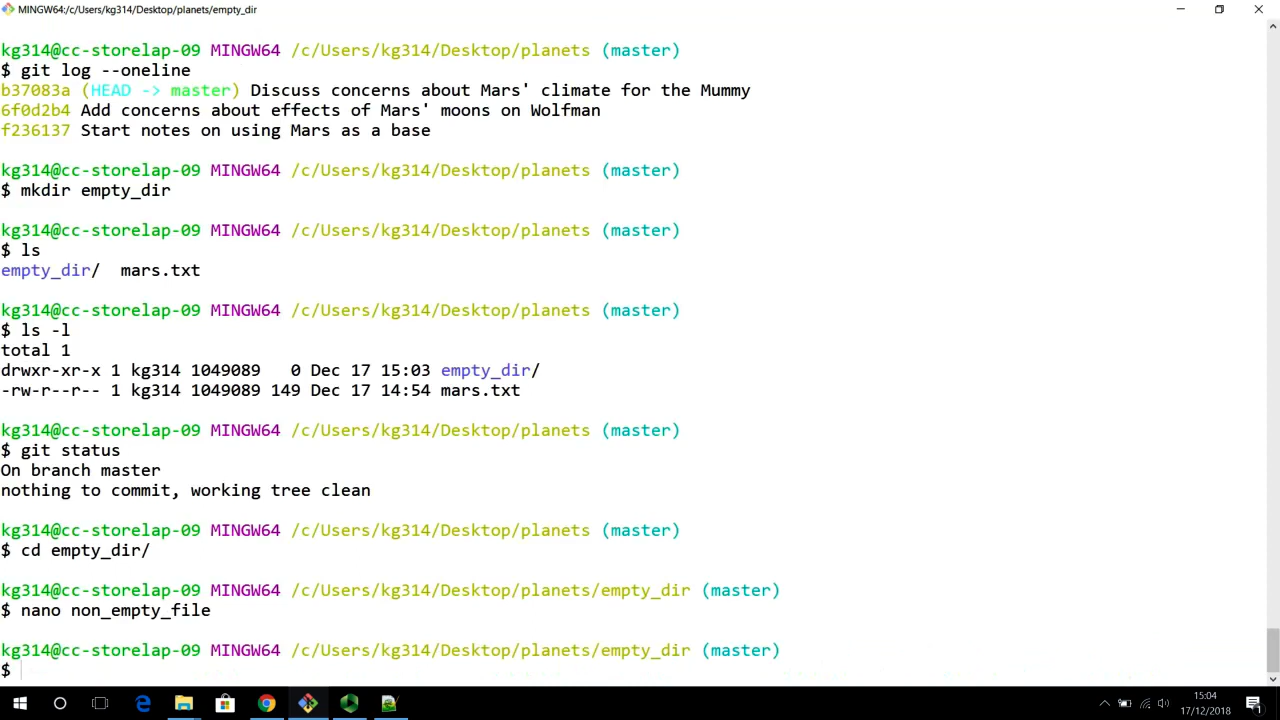 MINGW64:/c/Users/kg314/Desktop/planets/empty_dir
kg314@cc-storelap-09 MINGW64 /c/Users/kg314/Desktop/planets (master)
$ git log --oneline
b37083a (HEAD -> master) Discuss concerns about Mars' climate for the Mummy
6f0d2b4 Add concerns about effects of Mars' moons on Wolfman
f236137 Start notes on using Mars as a base
kg314@cc-storelap-09 MINGW64 /c/Users/kg314/Desktop/planets (master)
$ mkdir empty_dir
kg314@cc-storelap-09 MINGW64 /c/Users/kg314/Desktop/planets (master)
$ ls
empty_dir/  mars.txt
kg314@cc-storelap-09 MINGW64 /c/Users/kg314/Desktop/planets (master)
$ ls -l
total 1
drwxr-xr-x 1 kg314 1049089   0 Dec 17 15:03 empty_dir/
-rw-r--r-- 1 kg314 1049089 149 Dec 17 14:54 mars.txt
kg314@cc-storelap-09 MINGW64 /c/Users/kg314/Desktop/planets (master)
$ git status
On branch master
nothing to commit, working tree clean
kg314@cc-storelap-09 MINGW64 /c/Users/kg314/Desktop/planets (master)
$ cd empty_dir/
kg314@cc-storelap-09 MINGW64 /c/Users/kg314/Desktop/planets/empty_dir (master)
$ nano non_empty_file
kg314@cc-storelap-09 MINGW64 /c/Users/kg314/Desktop/planets/empty_dir (master)
$
15:04
17/12/2018
1